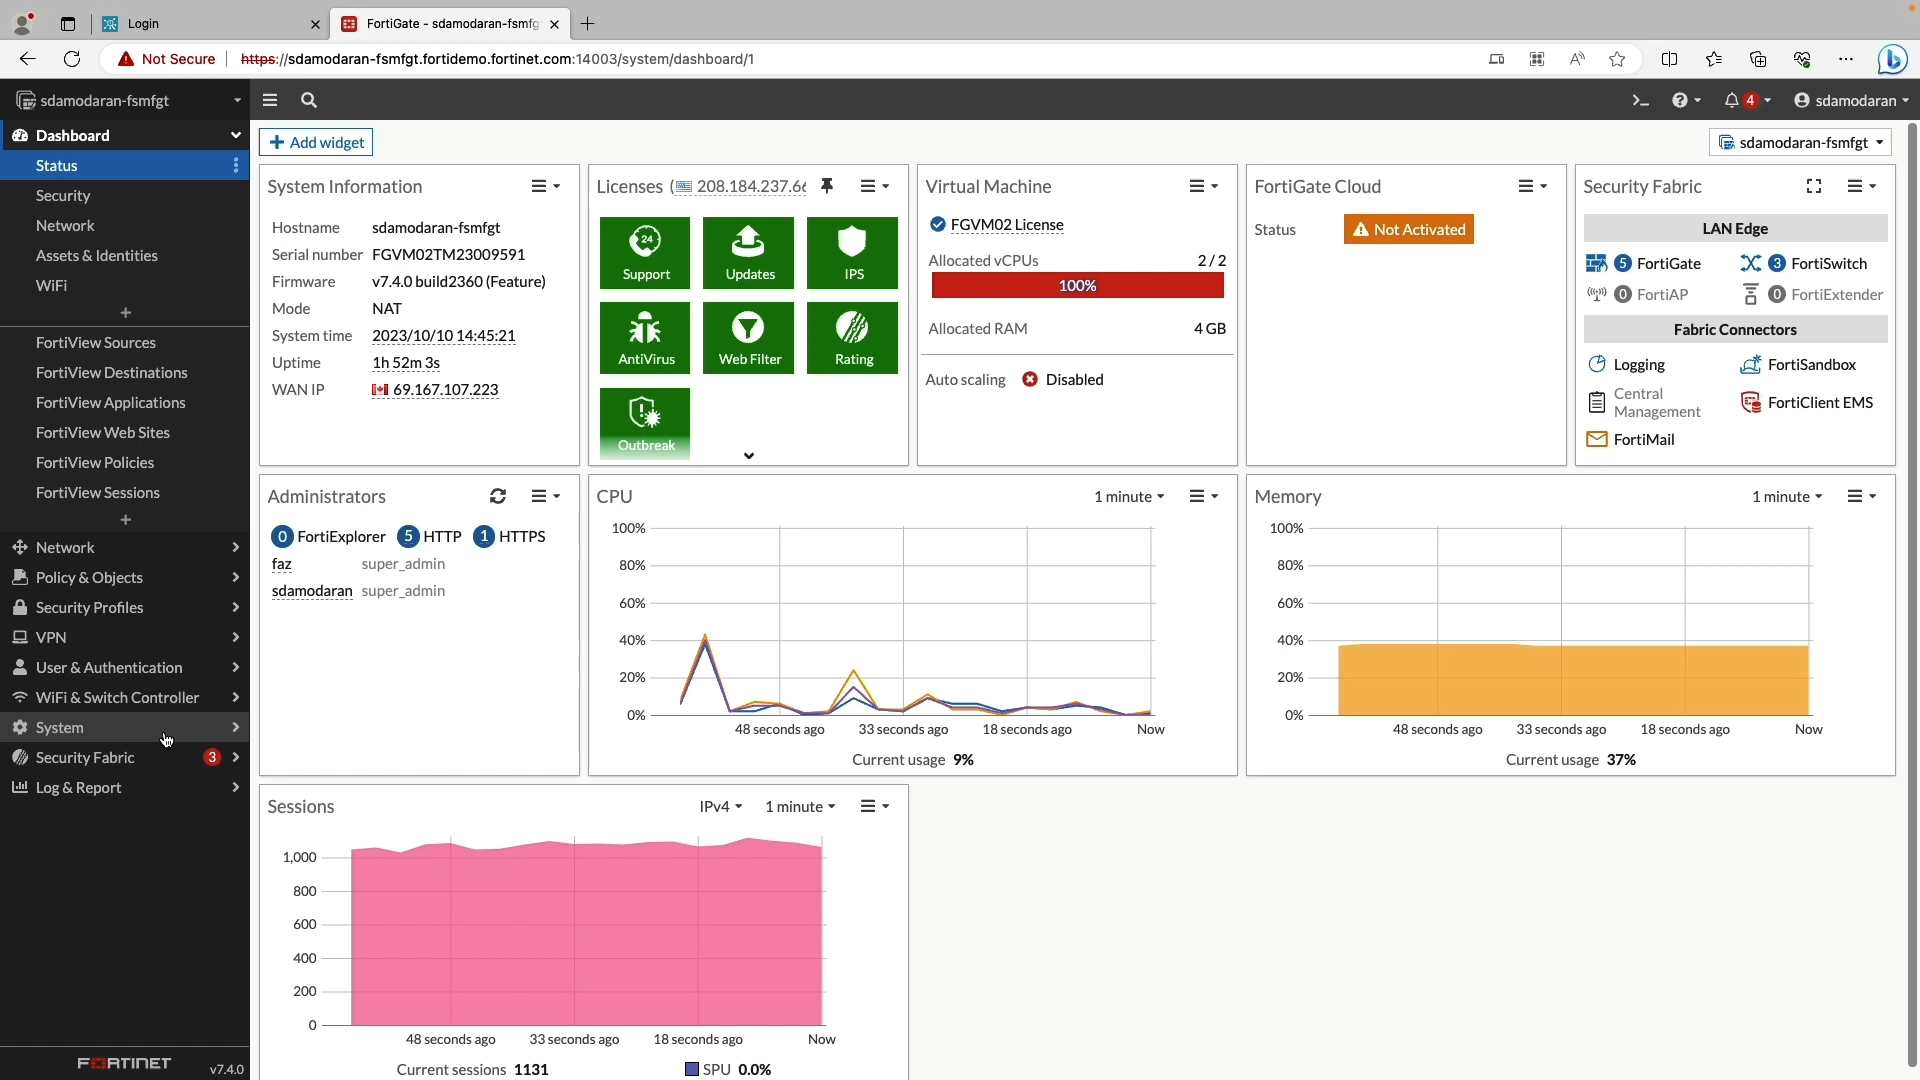 Login
FortiGate - sdamodaran-fsmfg
Not Secure
https://sdamodaran-fsmfgt.fortidemo.fortinet.com:14003/system/dashboard/1
sdamodaran-fsmfgt
4
sdamodaran
Dashboard
Status
Security
Network
Assets & Identities
WiFi
FortiView Sources
FortiView Destinations
FortiView Applications
FortiView Web Sites
FortiView Policies
FortiView Sessions
Network
Policy & Objects
Security Profiles
VPN
User & Authentication
WiFi & Switch Controller
System
Security Fabric 3
Log & Report
FORTINET v7.4.0
Add widget
sdamodaran-fsmfgt
System Information
Hostname sdamodaran-fsmfgt
Serial number FGVM02TM23009591
Firmware v7.4.0 build2360 (Feature)
Mode NAT
System time 2023/10/10 14:45:21
Uptime 1h 52m 3s
WAN IP 69.167.107.223
Licenses (208.184.237.66
24
Support
Updates
IPS
AntiVirus
Web Filter
Rating
Outbreak
Virtual Machine
FGVM02 License
Allocated vCPUs 2 / 2
100%
Allocated RAM 4 GB
Auto scaling Disabled
FortiGate Cloud
Status Not Activated
Security Fabric
LAN Edge
5 FortiGate 3 FortiSwitch
0 FortiAP 0 FortiExtender
Fabric Connectors
Logging FortiSandbox
Central Management FortiClient EMS
FortiMail
Administrators
0 FortiExplorer 5 HTTP 1 HTTPS
faz super_admin
sdamodaran super_admin
CPU 1 minute
100%
80%
60%
40%
20%
0%
48 seconds ago 33 seconds ago 18 seconds ago Now
Current usage 9%
Memory 1 minute
100%
80%
60%
40%
20%
0%
48 seconds ago 33 seconds ago 18 seconds ago Now
Current usage 37%
Sessions IPv4 1 minute
1,000
800
600
400
200
0
48 seconds ago 33 seconds ago 18 seconds ago Now
Current sessions 1131 SPU 0.0%